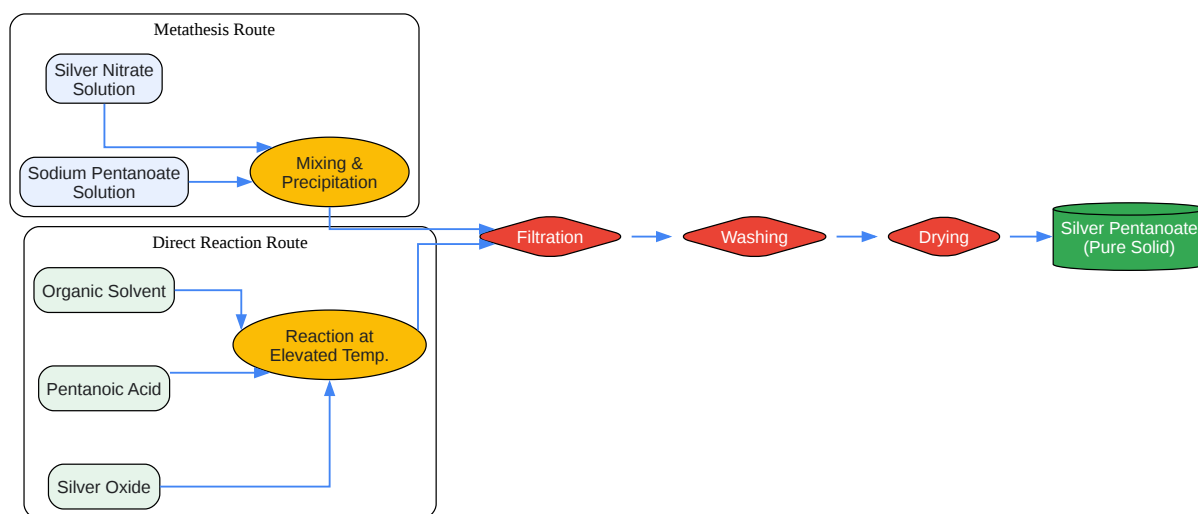 Metathesis Route
Silver Nitrate
Solution
Sodium Pentanoate
Solution
Mixing &
Precipitation
Direct Reaction Route
Organic Solvent
Pentanoic Acid
Silver Oxide
Reaction at
Elevated Temp.
Filtration
Washing
Drying
Silver Pentanoate
(Pure Solid)